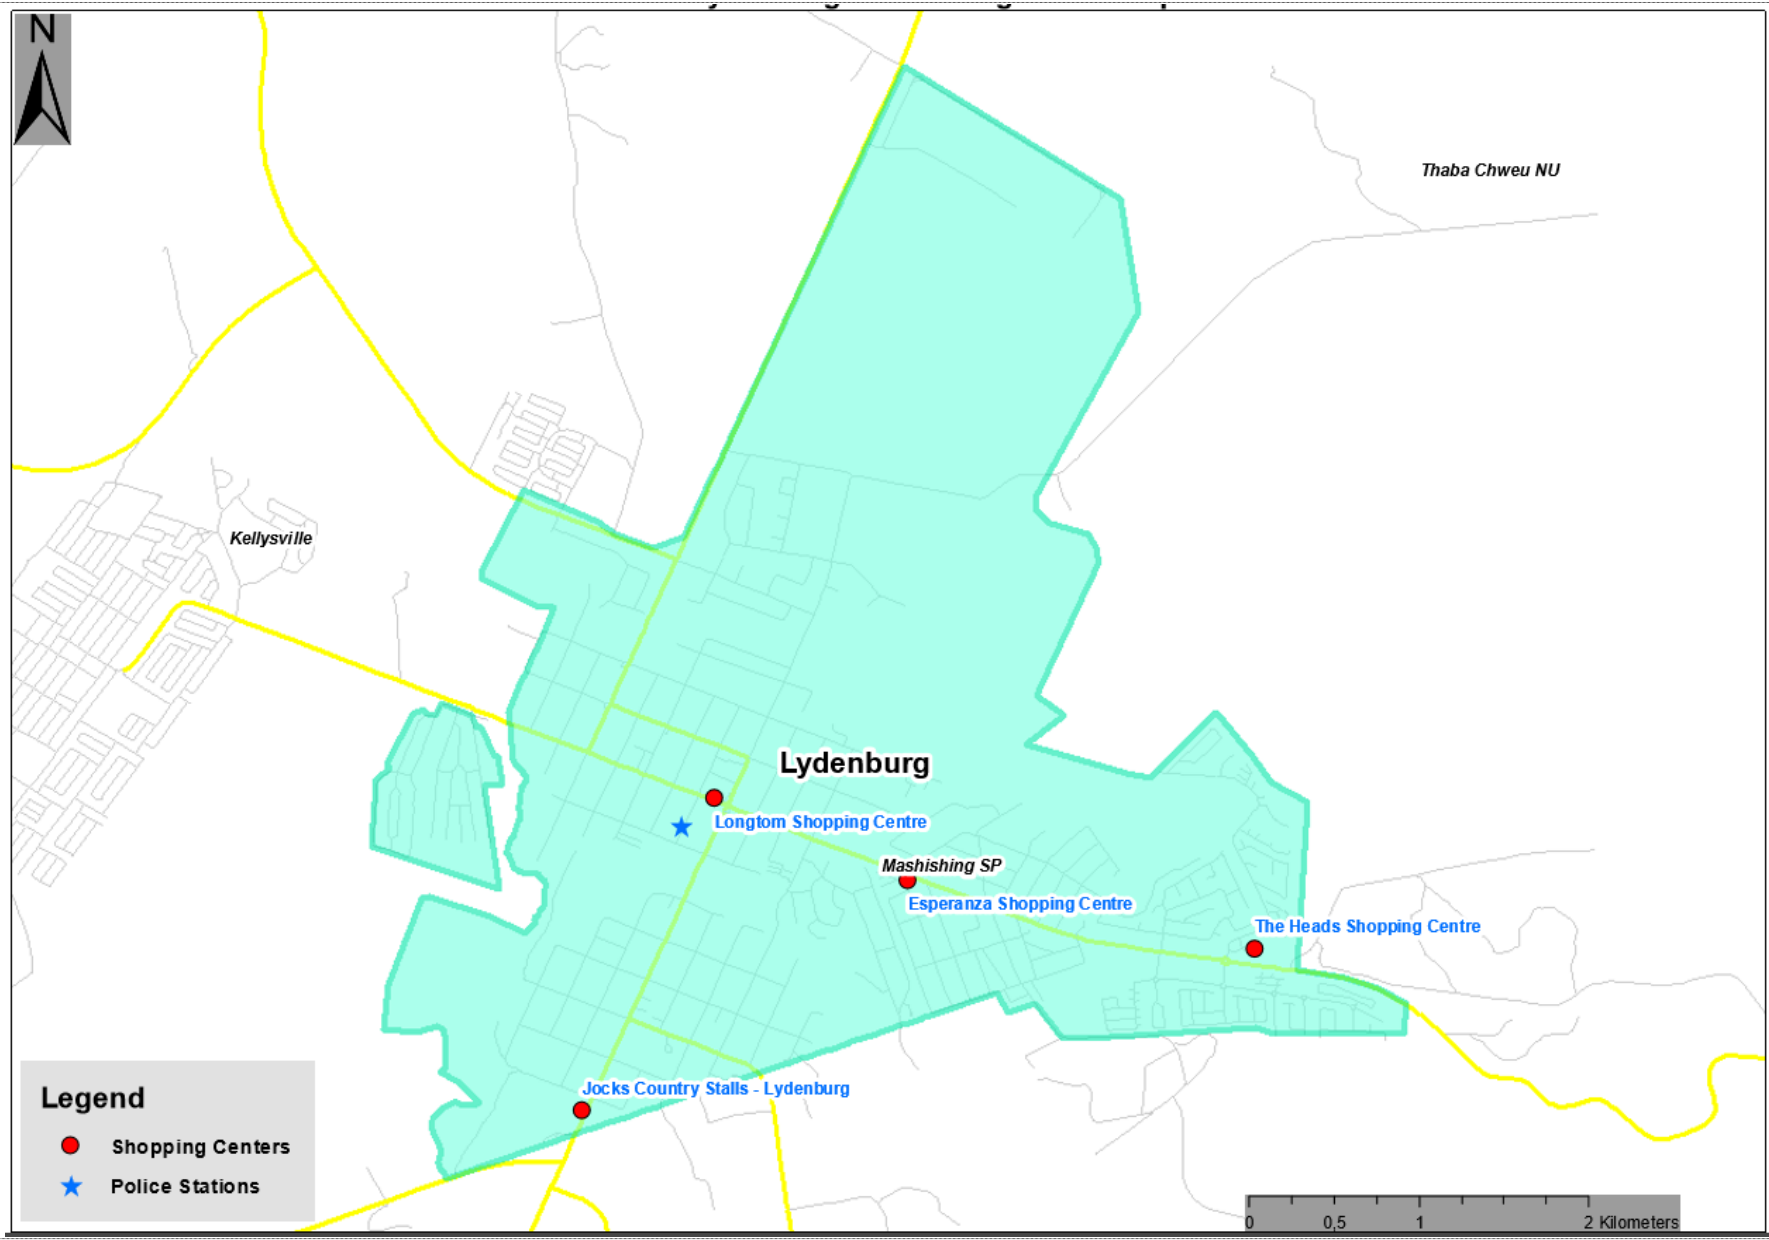 N
Thaba Chweu NU
Kellysville
Lydenburg
Longtom Shopping Centre
Mashishing SP
Esperanza Shopping Centre
The Heads Shopping Centre
Jocks Country Stalls - Lydenburg
Legend
Shopping Centers
Police Stations
0 0,5 1 2 Kilometers